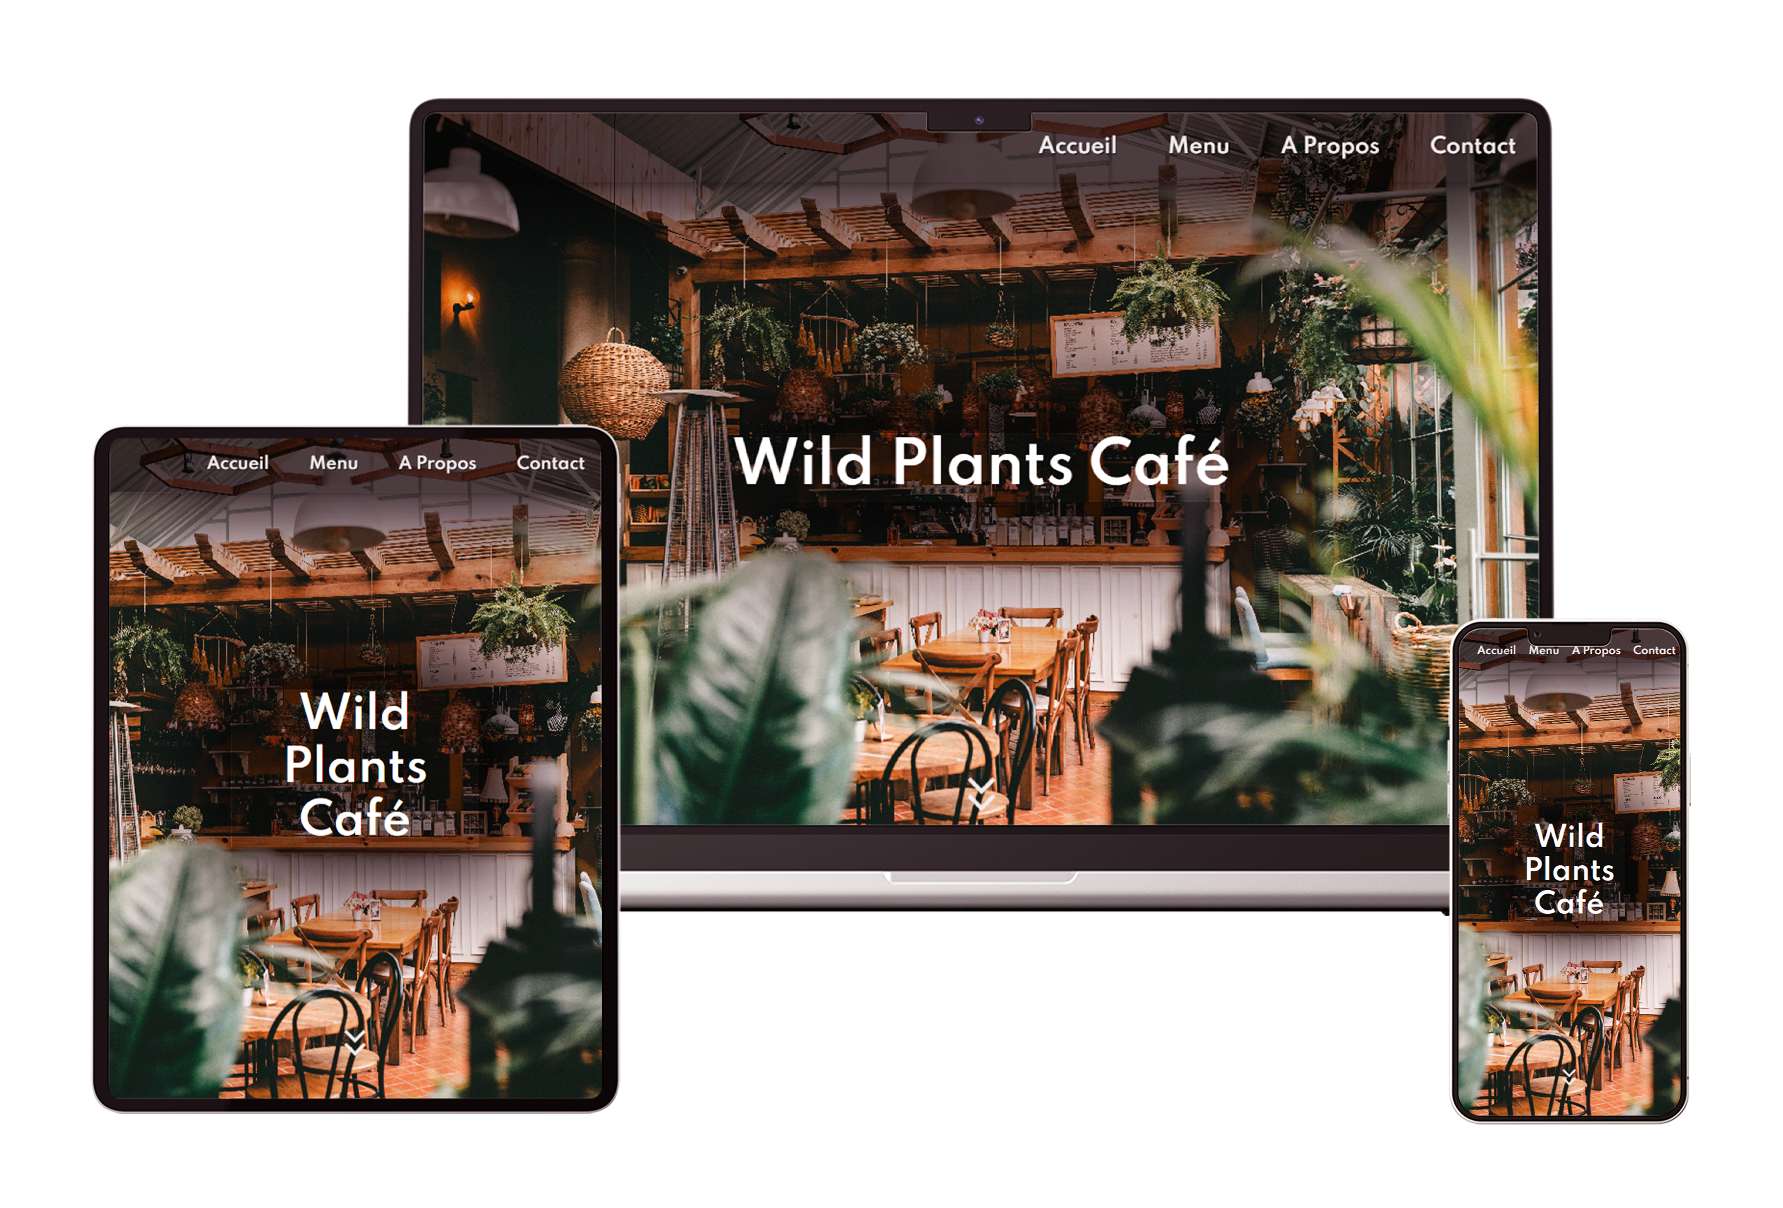 Accueil Menu A Propos Contact
Wild Plants Café
Accueil Menu A Propos Contact
Wild
Plants
Café
Accueil Menu A Propos Contact
Wild
Plants
Café